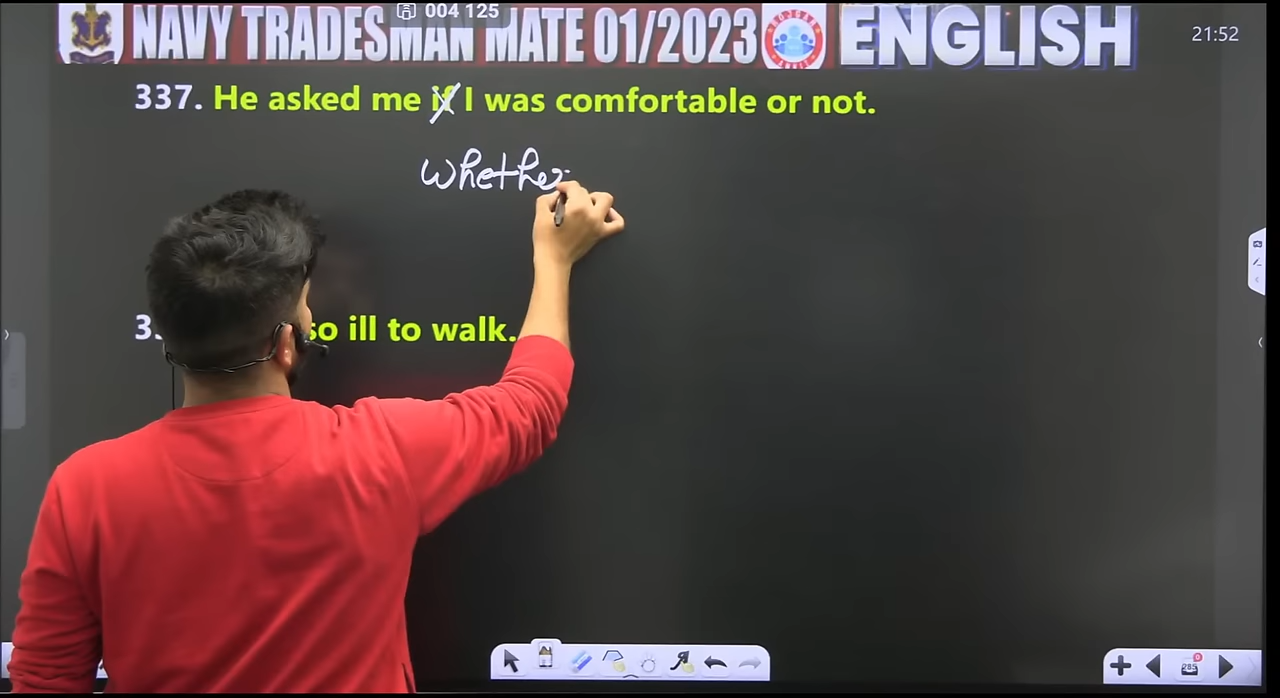 004 125
NAVY TRADESMAN MATE 01/2023 ENGLISH
21:52
337. He asked me if I was comfortable or not.
Whether
so ill to walk.
285